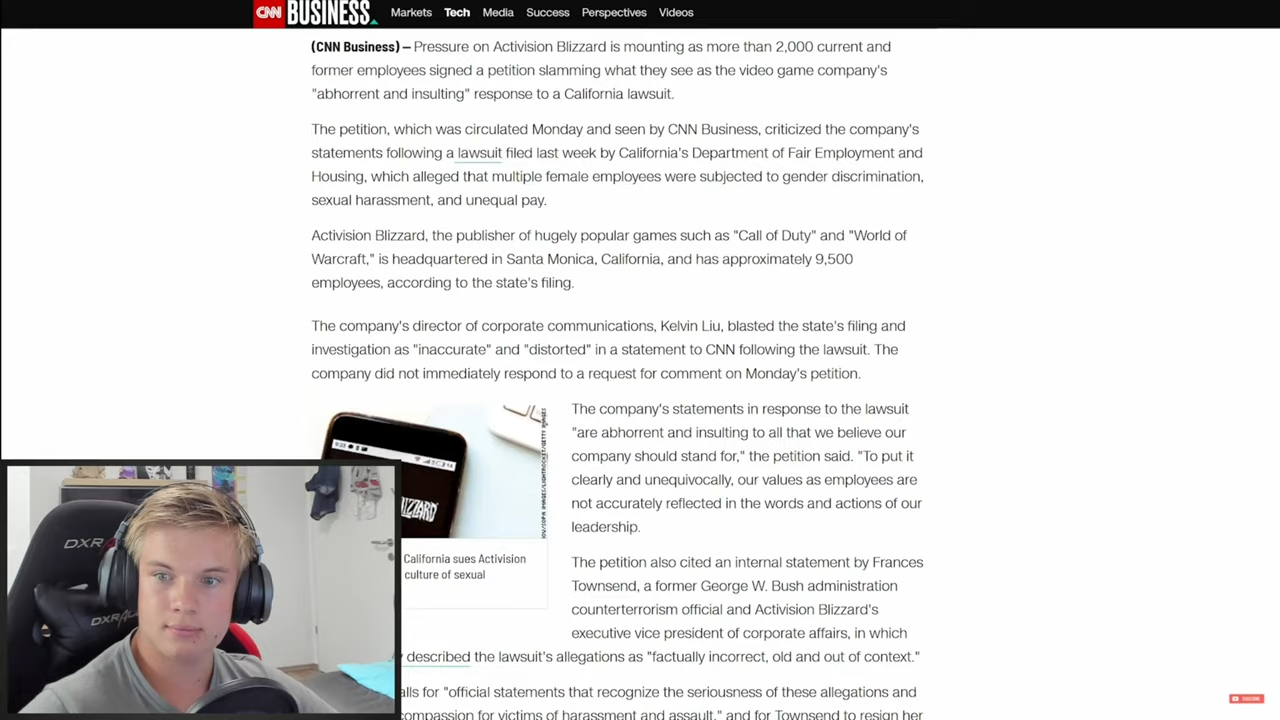 CNN BUSINESS Markets Tech Media Success Perspectives Videos
(CNN Business) — Pressure on Activision Blizzard is mounting as more than 2,000 current and
former employees signed a petition slamming what they see as the video game company's
"abhorrent and insulting" response to a California lawsuit.
The petition, which was circulated Monday and seen by CNN Business, criticized the company's
statements following a lawsuit filed last week by California's Department of Fair Employment and
Housing, which alleged that multiple female employees were subjected to gender discrimination,
sexual harassment, and unequal pay.
Activision Blizzard, the publisher of hugely popular games such as "Call of Duty" and "World of
Warcraft," is headquartered in Santa Monica, California, and has approximately 9,500
employees, according to the state's filing.
The company's director of corporate communications, Kelvin Liu, blasted the state's filing and
investigation as "inaccurate" and "distorted" in a statement to CNN following the lawsuit. The
company did not immediately respond to a request for comment on Monday's petition.
The company's statements in response to the lawsuit
"are abhorrent and insulting to all that we believe our
company should stand for," the petition said. "To put it
clearly and unequivocally, our values as employees are
not accurately reflected in the words and actions of our
leadership.
California sues Activision
culture of sexual
The petition also cited an internal statement by Frances
Townsend, a former George W. Bush administration
counterterrorism official and Activision Blizzard's
executive vice president of corporate affairs, in which
described the lawsuit's allegations as "factually incorrect, old and out of context."
alls for "official statements that recognize the seriousness of these allegations and
ompassion for victims of harassment and assault," and for Townsend to resign her
DXR
DXRA
SUBSCRIBE